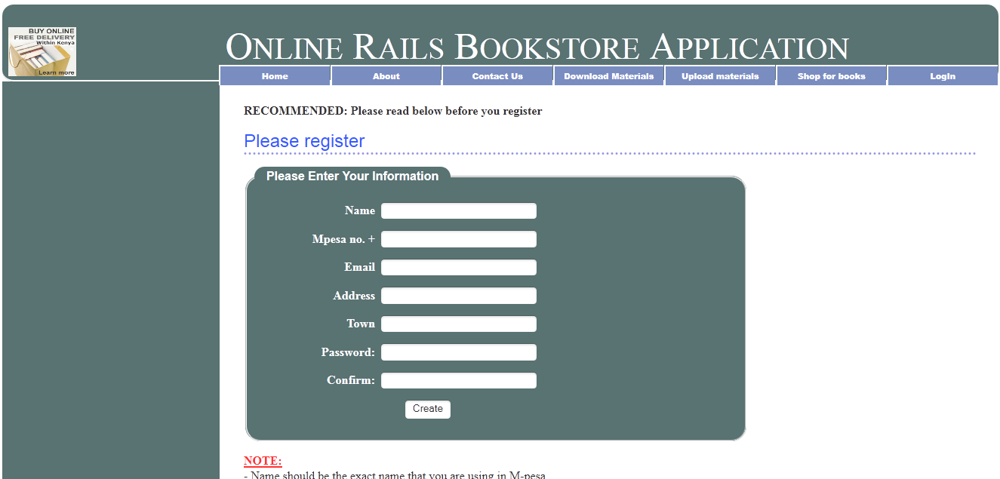 BUY ONLINE
FREE DELIVERY
Within Kenya
Learn more
ONLINE RAILS BOOKSTORE APPLICATION
Home About Contact Us Download Materials Upload materials Shop for books LogIn
RECOMMENDED: Please read below before you register
Please register
Please Enter Your Information
Name
Mpesa no. +
Email
Address
Town
Password:
Confirm:
Create
NOTE:
- Name should be the exact name that you are using in M-pesa